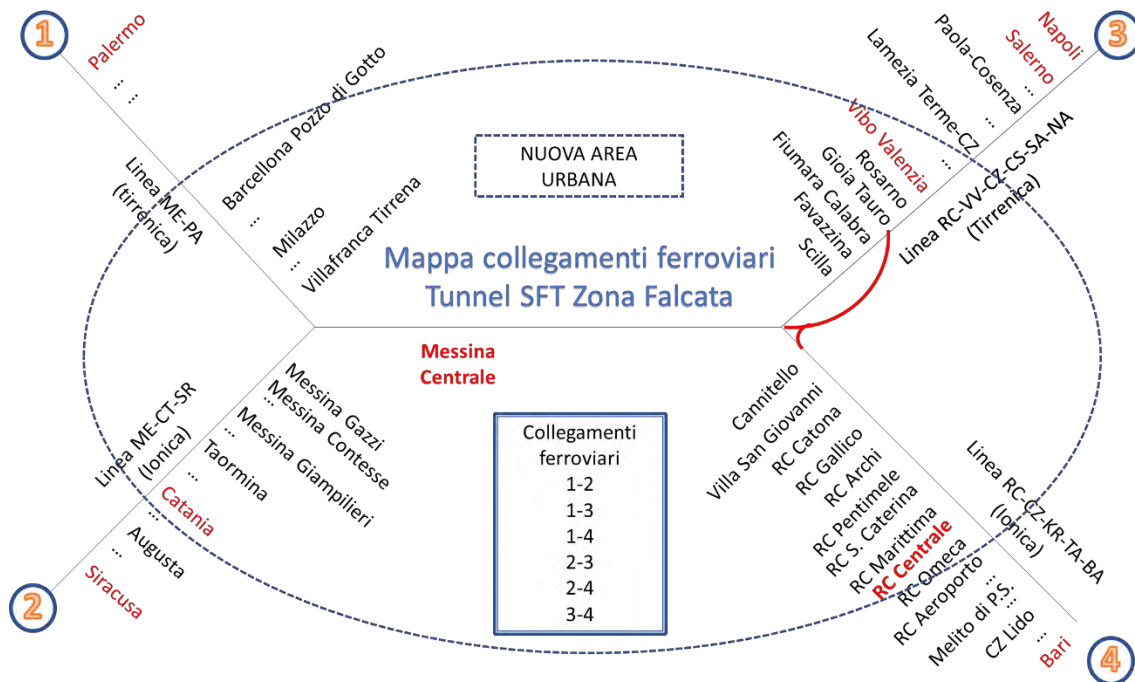 1
Palermo
...
...
Linea ME-PA
(tirrenica)
Barcellona Pozzo di Gotto
...
Milazzo
...
Villafranca Tirrena
NUOVA AREA
URBANA
Mappa collegamenti ferroviari
Tunnel SFT Zona Falcata
3
Napoli
Salerno
...
Paola-Cosenza
...
Lamezia Terme-CZ
...
Vibo Valenzia
Rosarno
Gioia Tauro
Fiumara Calabra
Favazzina
Scilla
Linea RC-VV-CZ-CS-SA-NA
(Tirrenica)
Messina
Centrale
Linea ME-CT-SR
(Ionica)
Messina Gazzi
...
Messina Contesse
Messina Giampilieri
...
Taormina
...
Catania
...
Augusta
...
Siracusa
2
Collegamenti
ferroviari
1-2
1-3
1-4
2-3
2-4
3-4
Cannitello
Villa San Giovanni
RC Catona
RC Gallico
RC Archi
RC Pentimele
RC S. Caterina
RC Marittima
RC Centrale
RC Omeca
RC Aeroporto
...
Melito di P.S.
...
CZ Lido
...
Bari
Linea RC-CZ-KR-TA-BA
(Ionica)
4